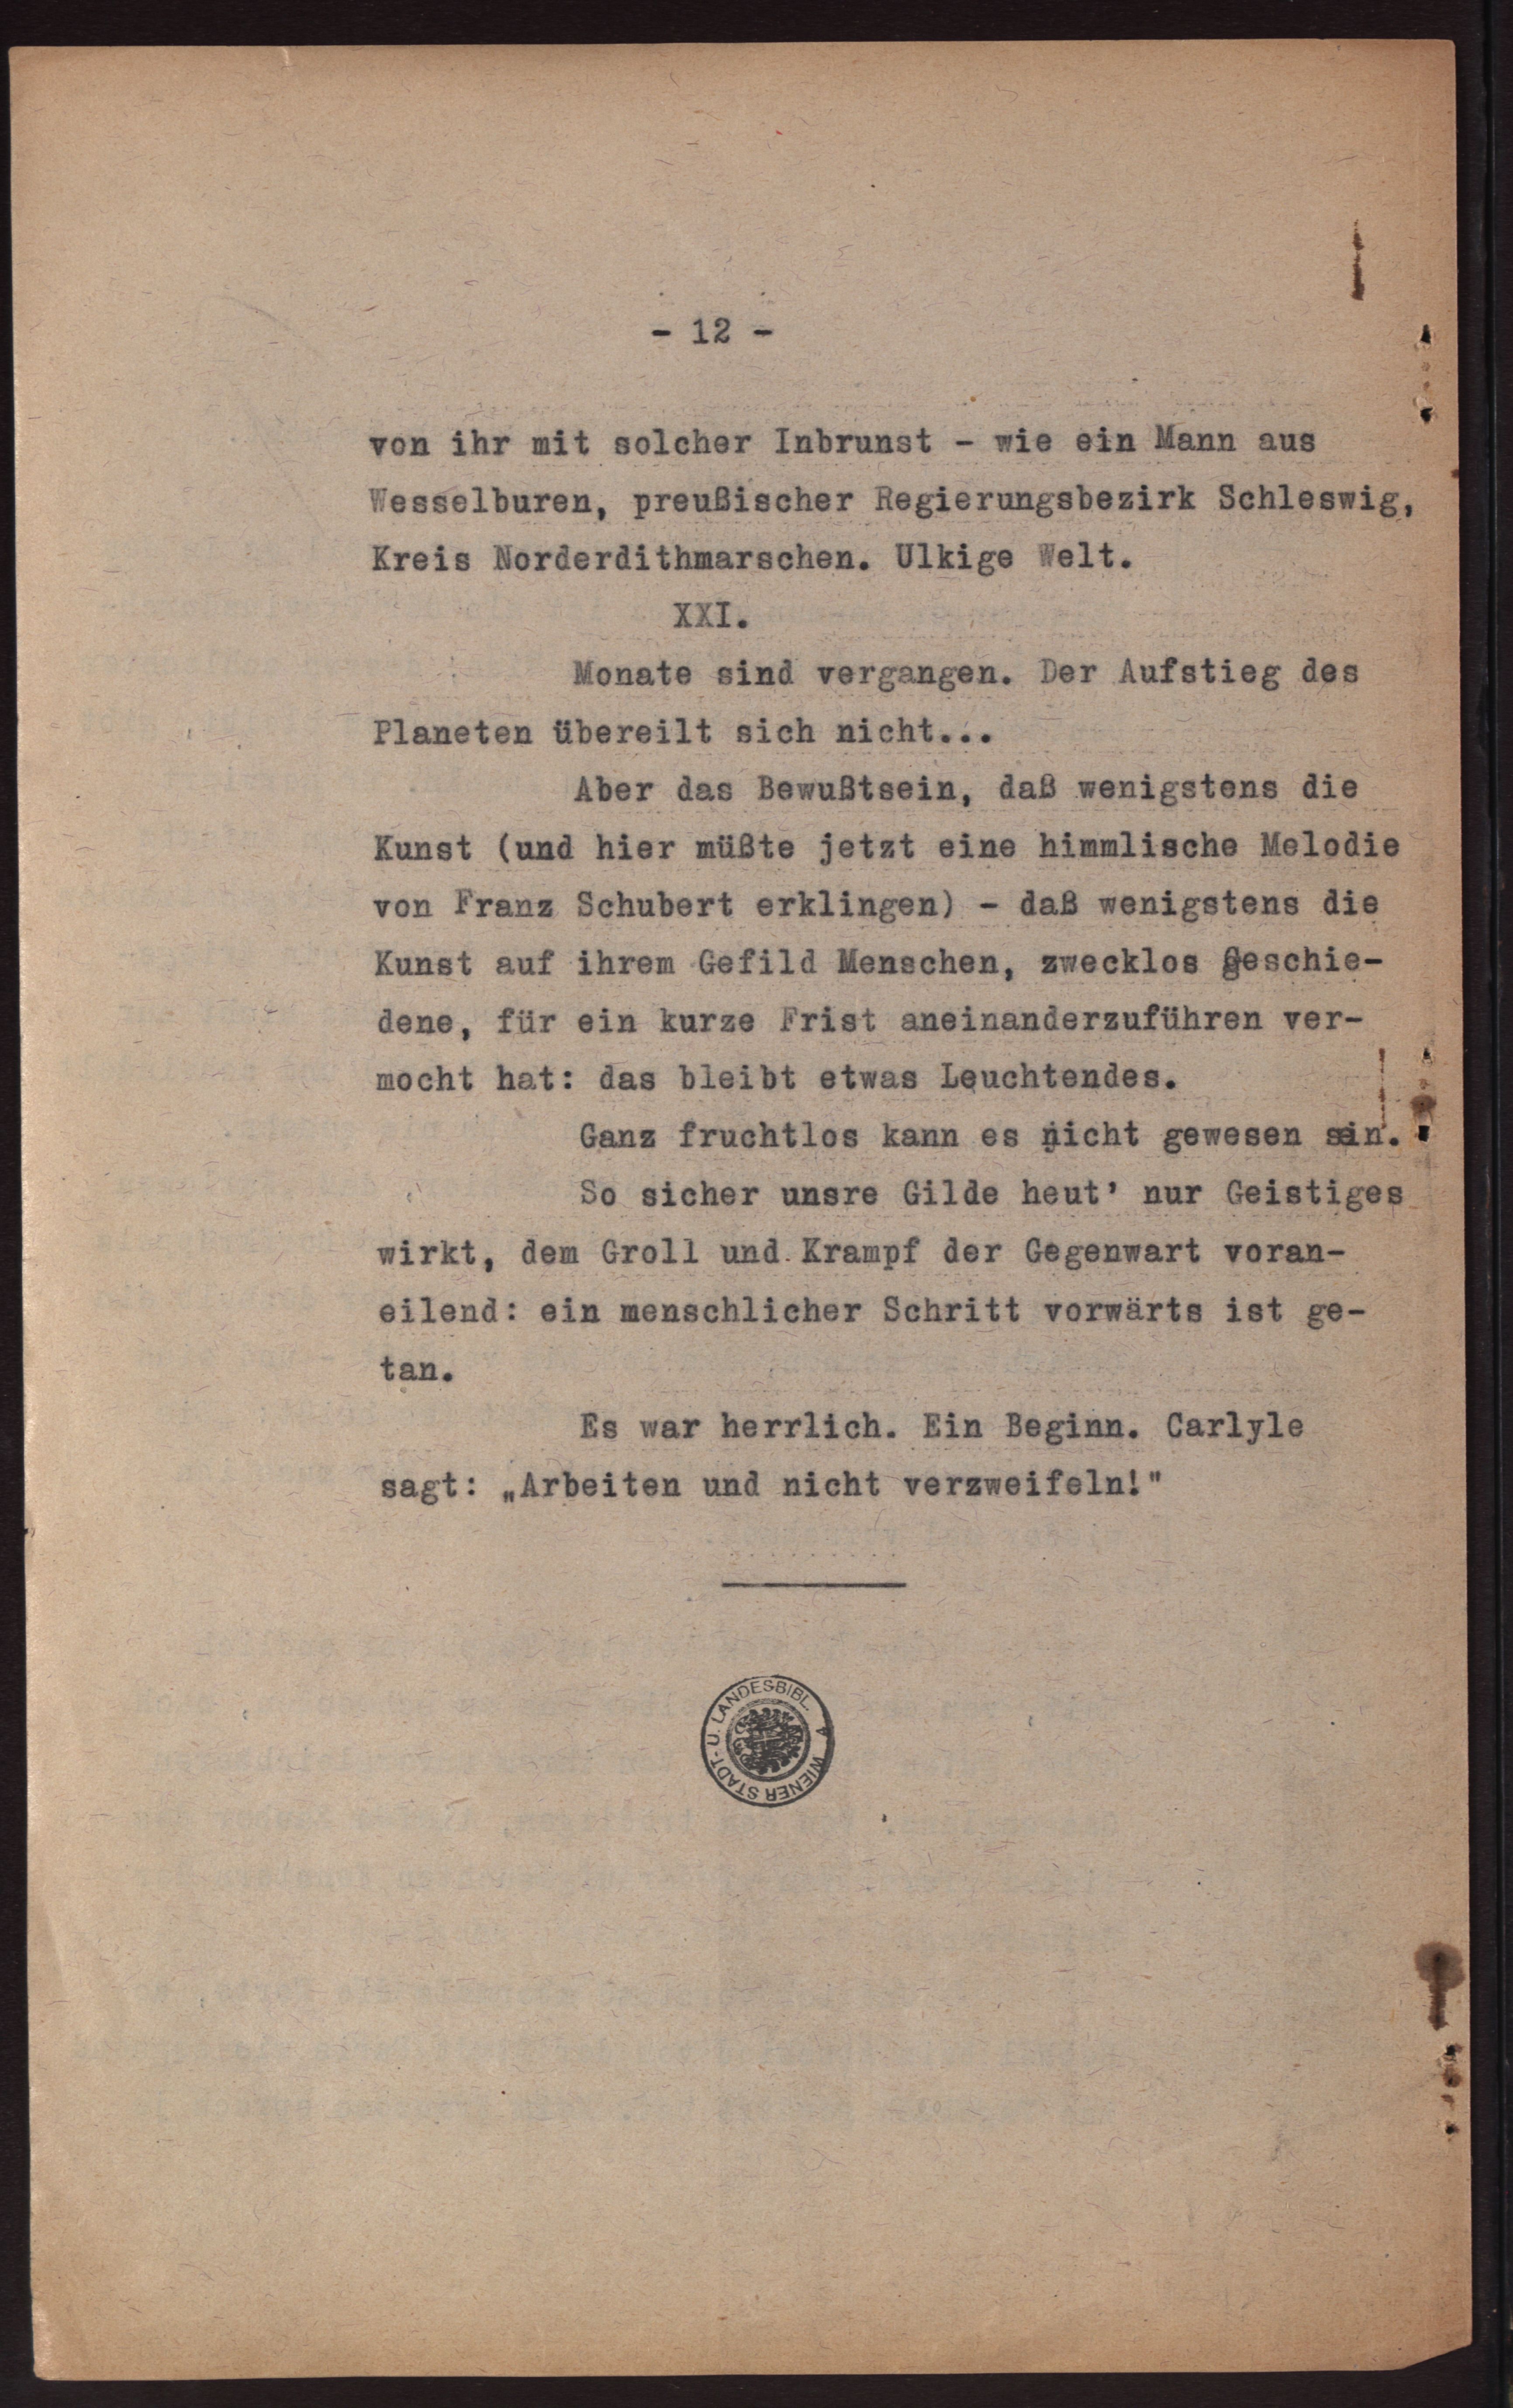 - 12 -
von ihr mit solcher Inbrunst - wie ein Mann aus
Wesselburen, preußischer Regierungsbezirk Schleswig,
Kreis Norderdithmarschen. Ulkige Welt.
XXI.
Monate sind vergangen. Der Aufstieg des
Planeten übereilt sich nicht...
Aber das Bewußtsein, daß wenigstens die
Kunst (und hier müßte jetzt eine himmlische Melodie
von Franz Schubert erklingen) - daß wenigstens die
Kunst auf ihrem Gefild Menschen, zwecklos geschie-
dene, für ein kurze Frist aneinanderzuführen ver-
mocht hat: das bleibt etwas Leuchtendes.
Ganz fruchtlos kann es nicht gewesen sein.
So sicher unsre Gilde heut' nur Geistiges
wirkt, dem Groll und Krampf der Gegenwart voran-
eilend: ein menschlicher Schritt vorwärts ist ge-
tan.
Es war herrlich. Ein Beginn. Carlyle
sagt: „Arbeiten und nicht verzweifeln!"
A WIENER STADT- U. LANDESBIBL.